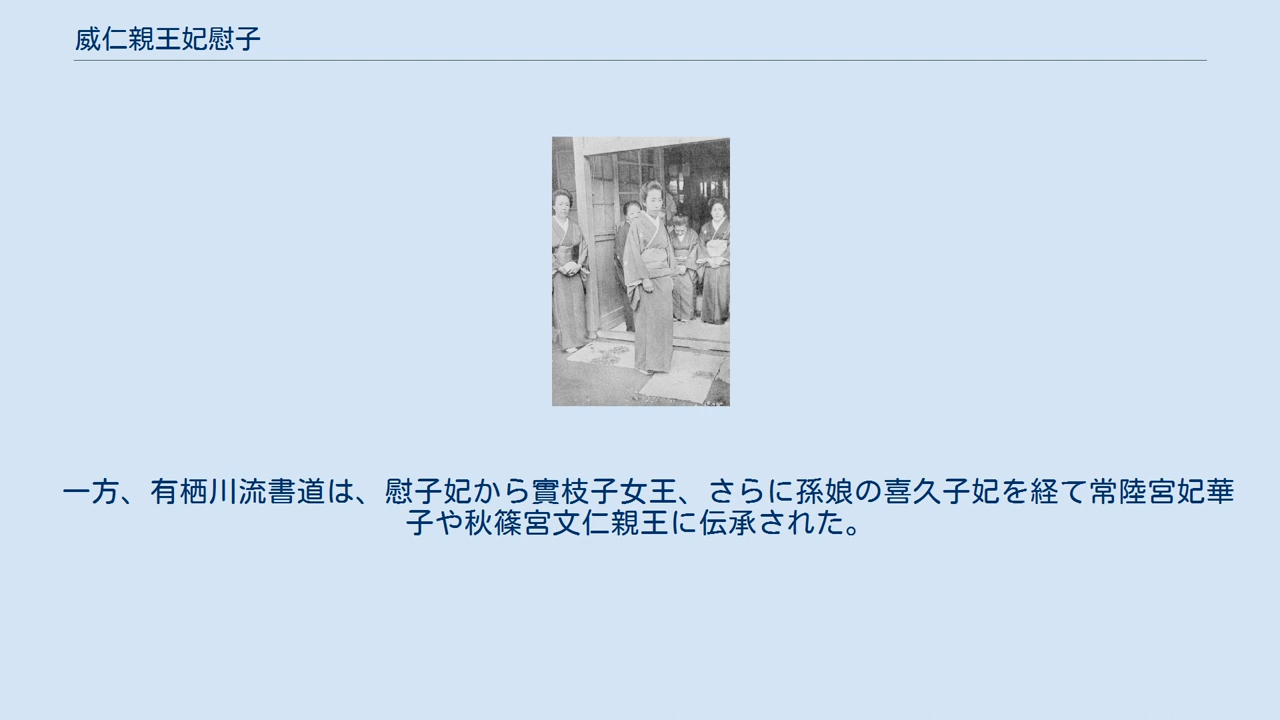 威仁親王妃慰子
一方、有栖川流書道は、慰子妃から實枝子女王、さらに孫娘の喜久子妃を経て常陸宮妃華
子や秋篠宮文仁親王に伝承された。